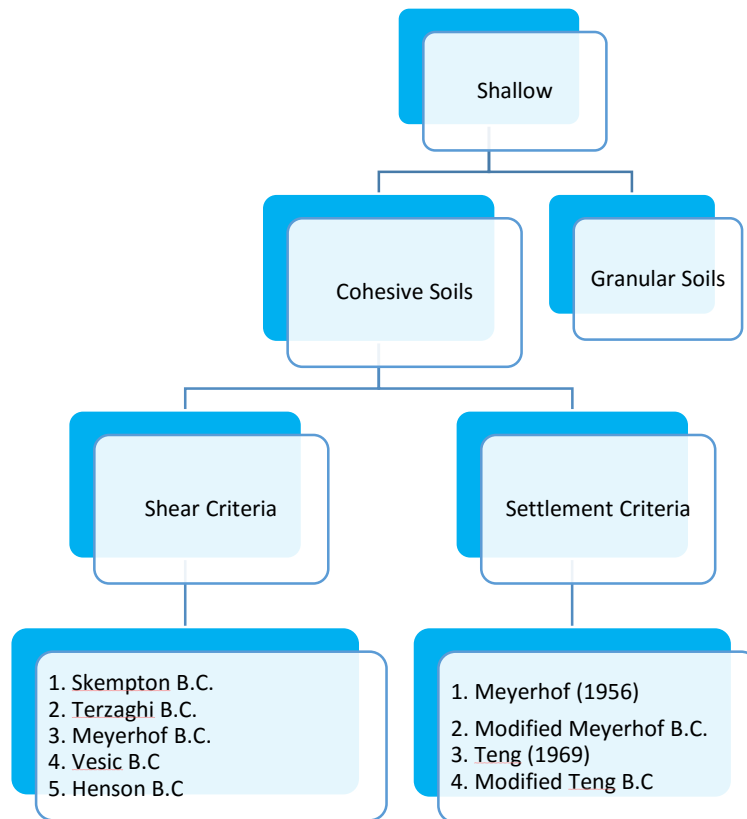 Shallow
Cohesive Soils
Granular Soils
Shear Criteria
Settlement Criteria
1. Skempton B.C.
2. Terzaghi B.C.
3. Meyerhof B.C.
4. Vesic B.C
5. Henson B.C
1. Meyerhof (1956)
2. Modified Meyerhof B.C.
3. Teng (1969)
4. Modified Teng B.C